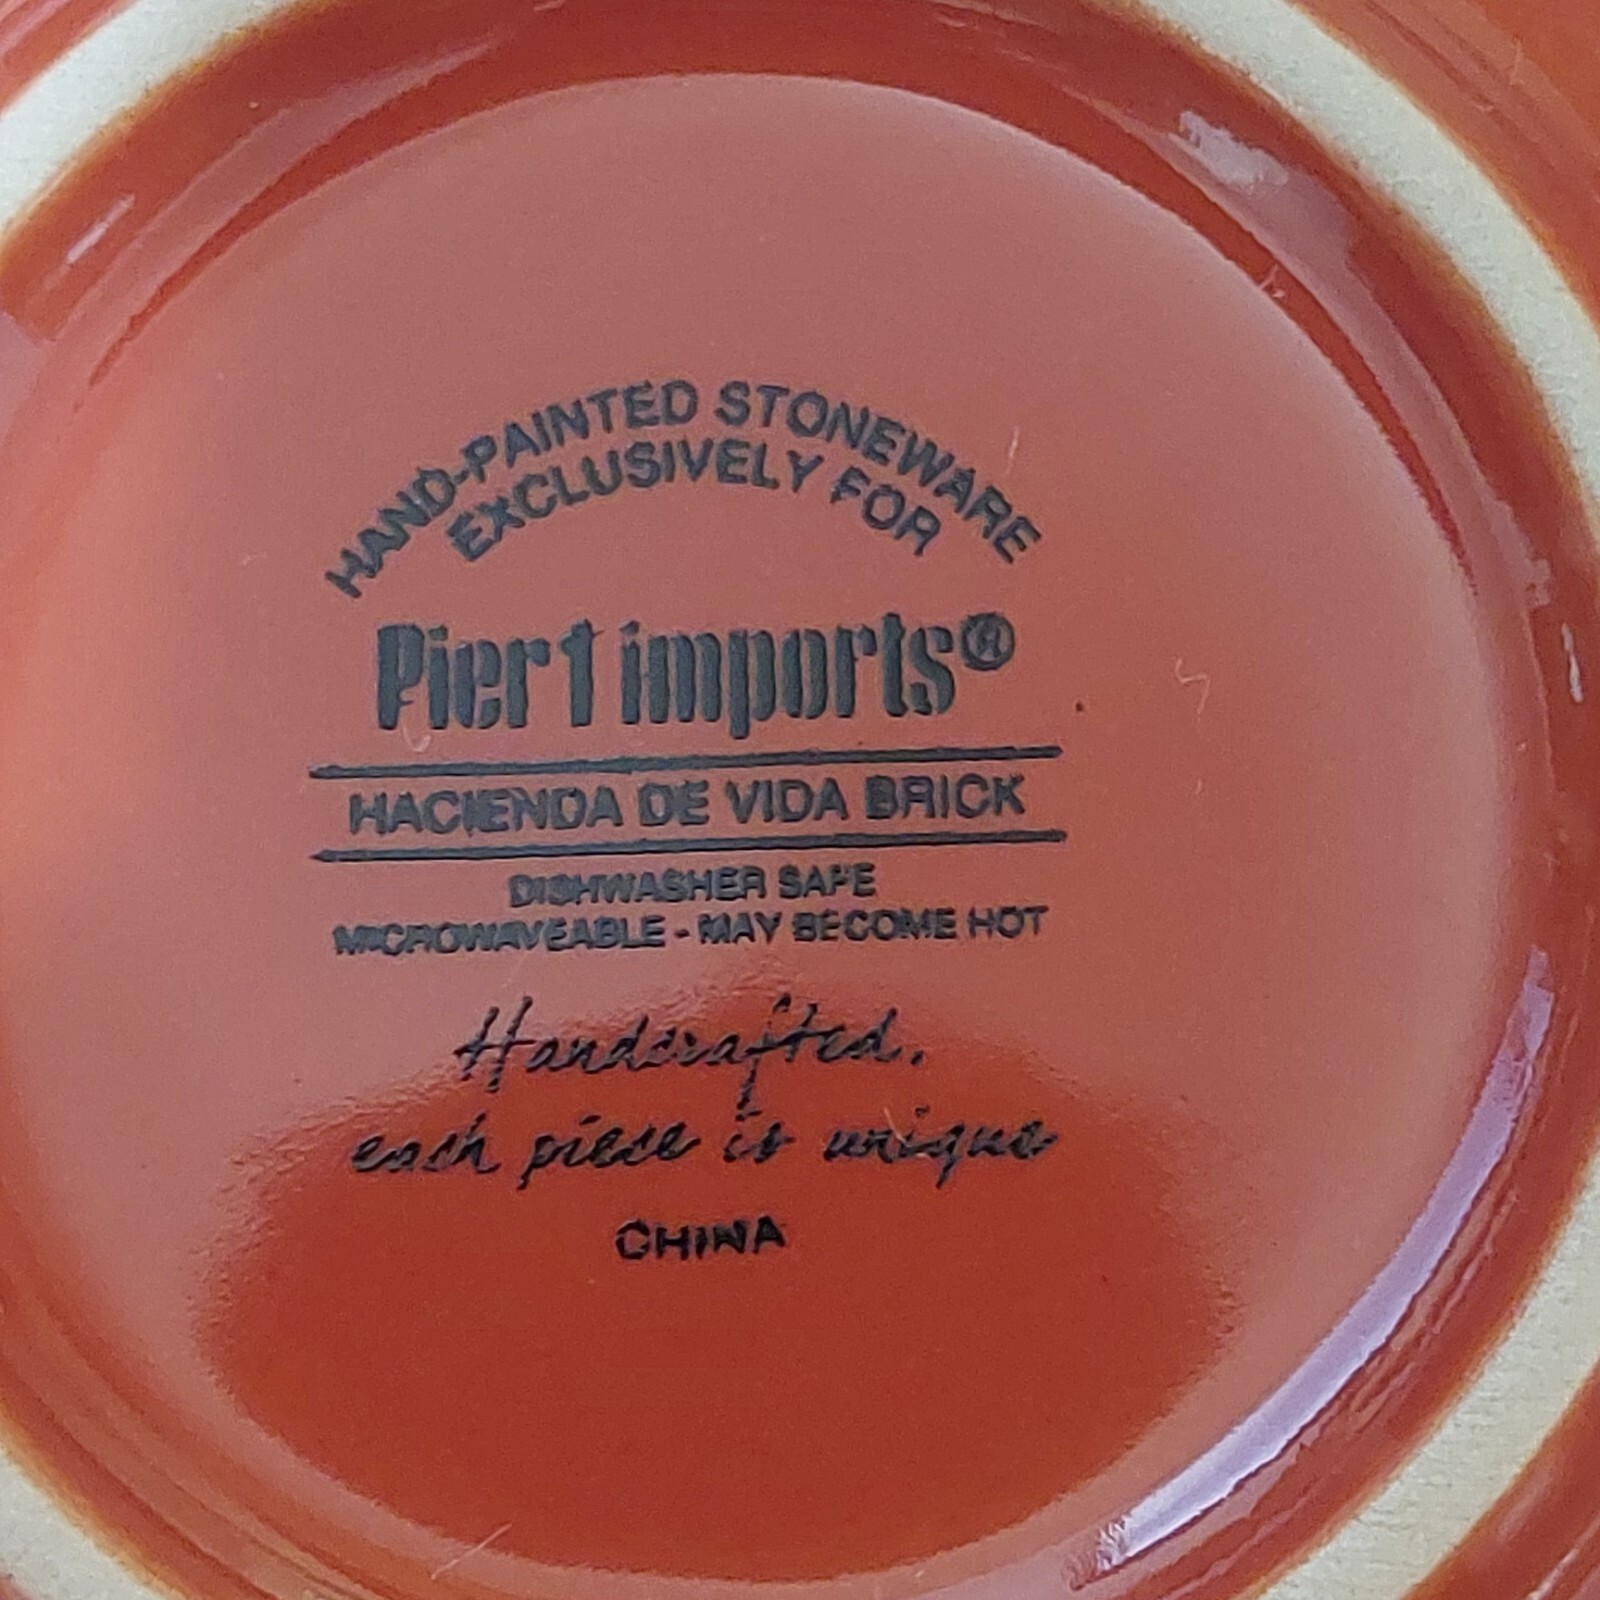 HAND-PAINTED STONEWARE
EXCLUSIVELY FOR
Pier 1 imports®
HACIENDA DE VIDA BRICK
DISHWASHER SAFE
MICROWAVEABLE - MAY BECOME HOT
Handcrafted.
each piece is unique
CHINA